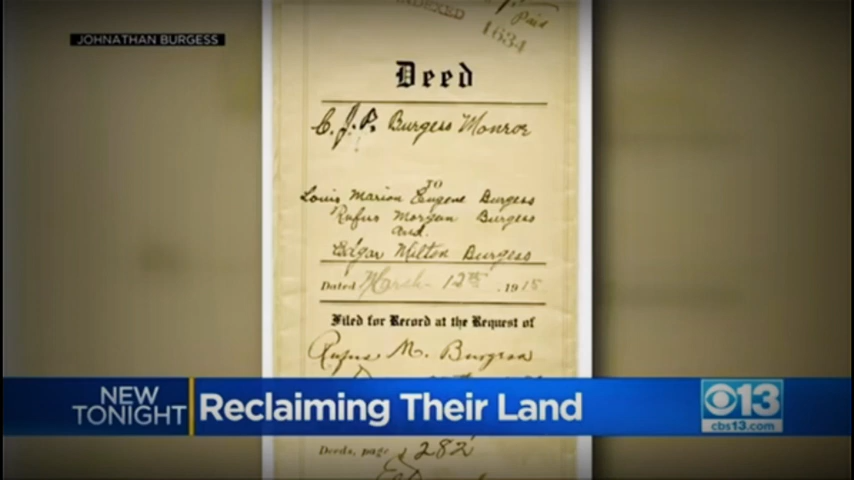 JOHNATHAN BURGESS
INDEXED
Paid
1634
Deed
C. J. P. Burgess Monroe
To
Louis Marion Eugene Burgess
Rufus Morgan Burgess
and
Edgar Milton Burgess
Dated March 12th, 1915
Filed for Record at the Request of
Rufus M. Burgess
NEW TONIGHT
Reclaiming Their Land
CBS 13
cbs13.com
Deeds, page 282